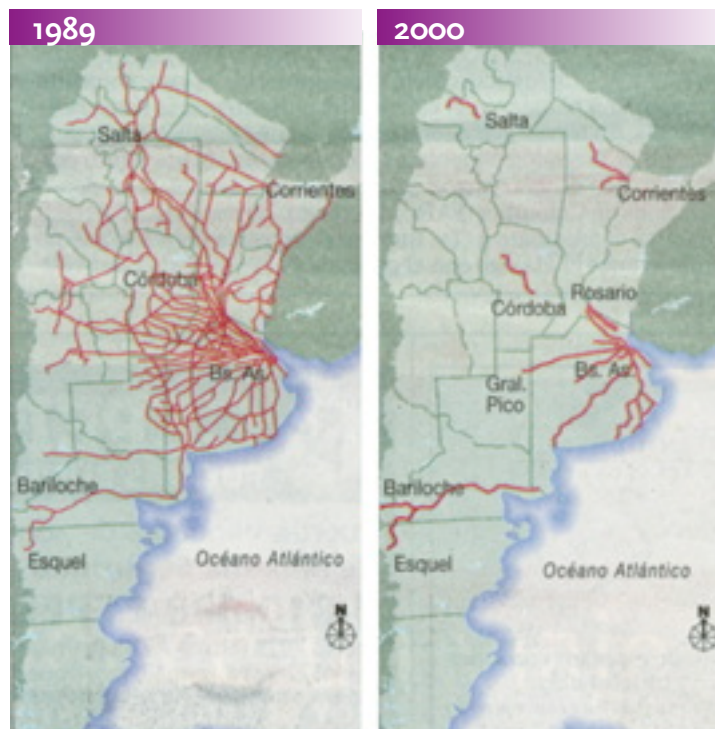 1989
Salta
Corrientes
Córdoba
Bs. As.
Bariloche
Esquel
Océano Atlántico
N
2000
Salta
Corrientes
Rosario
Córdoba
Bs. As.
Gral.
Pico
Bariloche
Esquel
Océano Atlántico
N